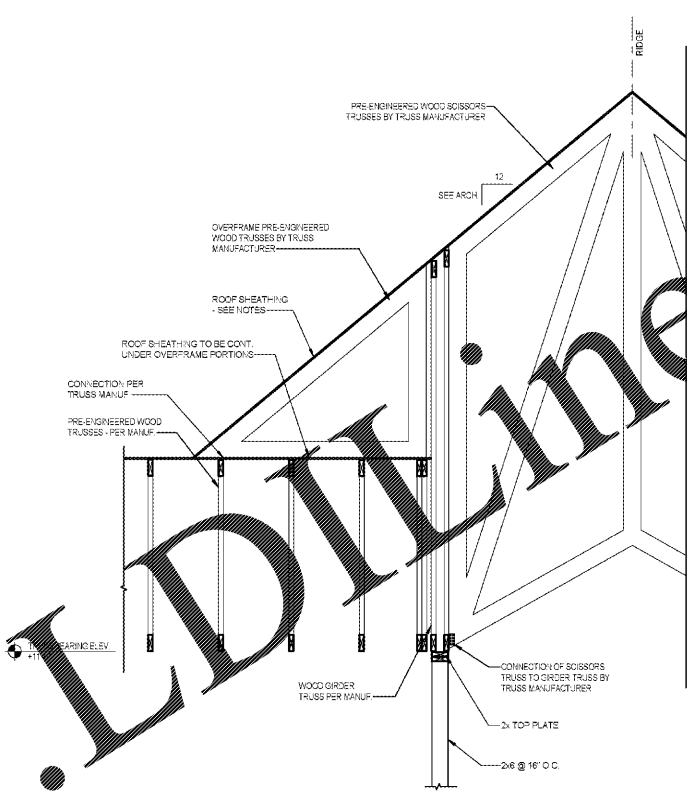 RIDGE
PRE-ENGINEERED WOOD SCISSORS
TRUSSES BY TRUSS MANUFACTURER
12
SEE ARCH.
OVERFRAME PRE-ENGINEERED
WOOD TRUSSES BY TRUSS
MANUFACTURER
ROOF SHEATHING
- SEE NOTES
ROOF SHEATHING TO BE CONT.
UNDER OVERFRAME PORTIONS
CONNECTION PER
TRUSS MANUF.
PRE-ENGINEERED WOOD
TRUSSES - PER MANUF.
.LDILine
BEARING ELEV.
WOOD GIRDER
TRUSS PER MANUF.
CONNECTION OF SCISSORS
TRUSS TO GIRDER TRUSS BY
TRUSS MANUFACTURER
2x TOP PLATE
2x6 @ 16" O.C.